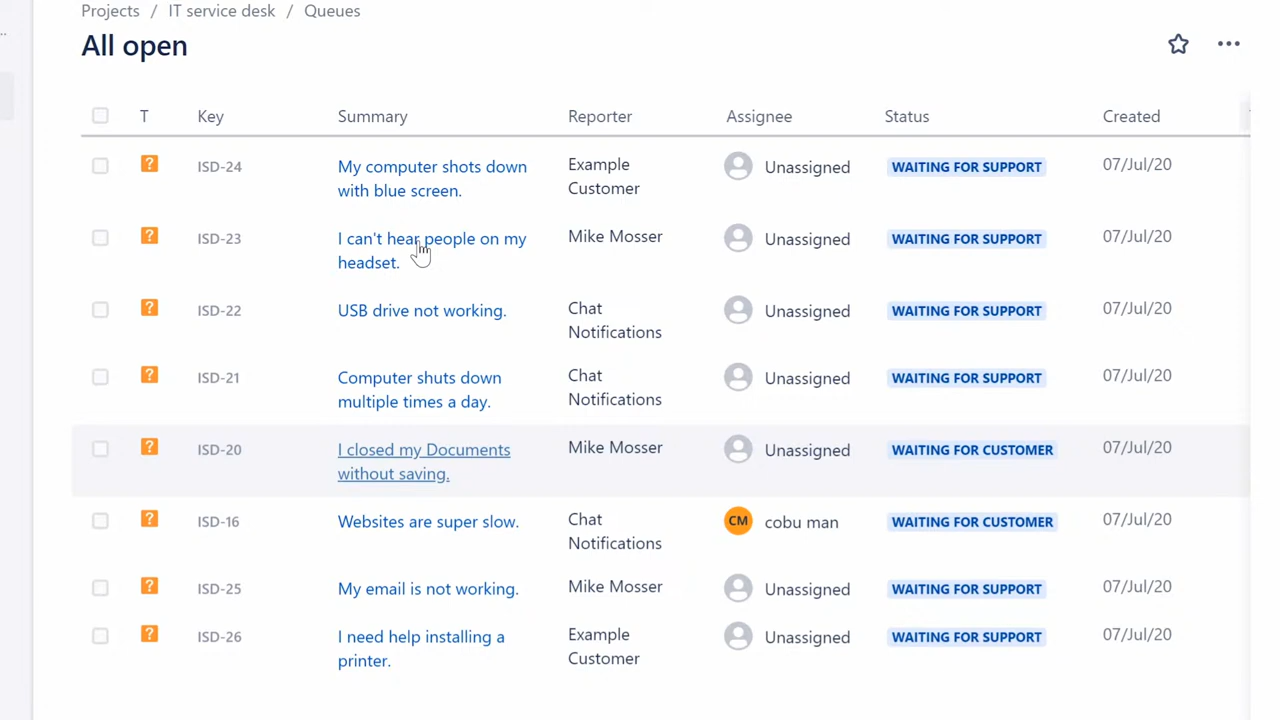 Projects / IT service desk / Queues
All open
T Key Summary Reporter Assignee Status Created
? ISD-24 My computer shots down with blue screen. Example Customer Unassigned WAITING FOR SUPPORT 07/Jul/20
? ISD-23 I can't hear people on my headset. Mike Mosser Unassigned WAITING FOR SUPPORT 07/Jul/20
? ISD-22 USB drive not working. Chat Notifications Unassigned WAITING FOR SUPPORT 07/Jul/20
? ISD-21 Computer shuts down multiple times a day. Chat Notifications Unassigned WAITING FOR SUPPORT 07/Jul/20
? ISD-20 I closed my Documents without saving. Mike Mosser Unassigned WAITING FOR CUSTOMER 07/Jul/20
? ISD-16 Websites are super slow. Chat Notifications CM cobu man WAITING FOR CUSTOMER 07/Jul/20
? ISD-25 My email is not working. Mike Mosser Unassigned WAITING FOR SUPPORT 07/Jul/20
? ISD-26 I need help installing a printer. Example Customer Unassigned WAITING FOR SUPPORT 07/Jul/20